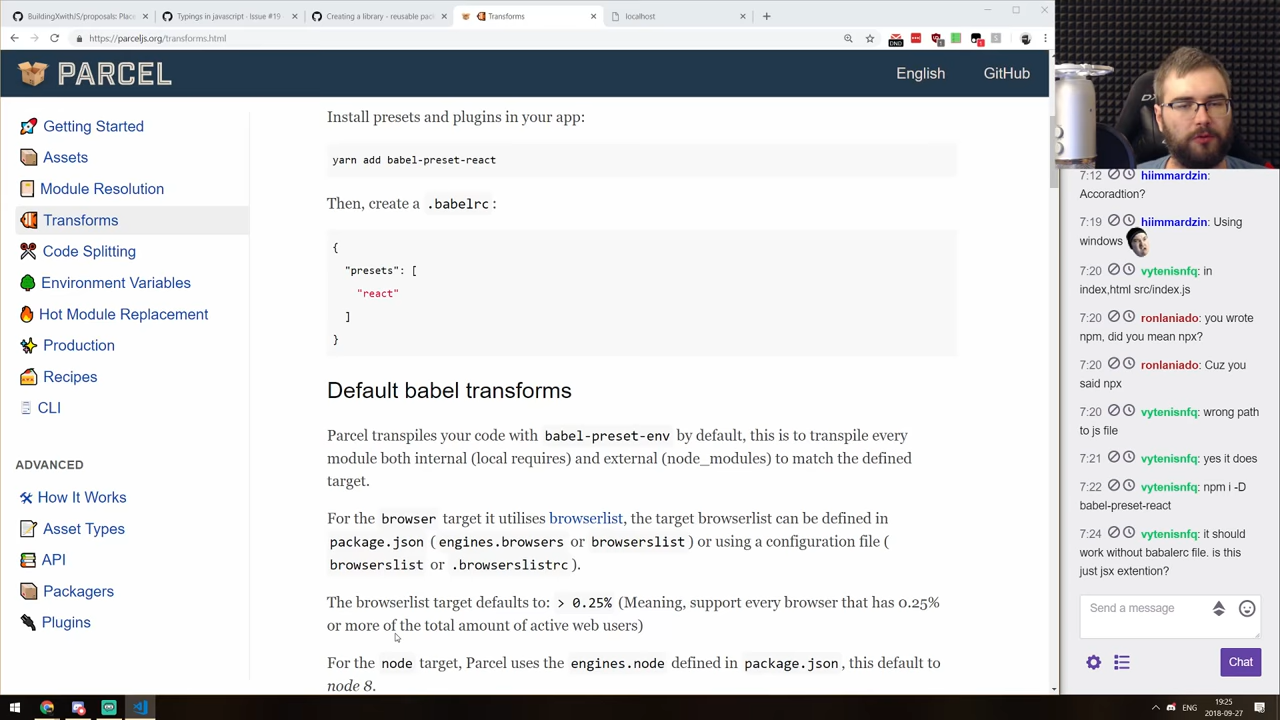 BuildingXwithJS/proposals: Plac
Typings in javascript · Issue #19
Creating a library - reusable pac
Transforms
localhost
https://parceljs.org/transforms.html
DND
PARCEL
English
GitHub
Getting Started
Assets
Module Resolution
Transforms
Code Splitting
Environment Variables
Hot Module Replacement
Production
Recipes
CLI
ADVANCED
How It Works
Asset Types
API
Packagers
Plugins
Install presets and plugins in your app:
yarn add babel-preset-react
Then, create a .babelrc:
{
"presets": [
"react"
]
}
Default babel transforms
Parcel transpiles your code with babel-preset-env by default, this is to transpile every
module both internal (local requires) and external (node_modules) to match the defined
target.
For the browser target it utilises browserlist, the target browserlist can be defined in
package.json (engines.browsers or browserslist) or using a configuration file (
browserslist or .browserslistrc).
The browserlist target defaults to: > 0.25% (Meaning, support every browser that has 0.25%
or more of the total amount of active web users)
For the node target, Parcel uses the engines.node defined in package.json, this default to
node 8.
7:12 hiimmardzin:
Accoradtion?
7:19 hiimmardzin: Using
windows
7:20 vytenisnfq: in
index,html src/index.js
7:20 ronlaniado: you wrote
npm, did you mean npx?
7:20 ronlaniado: Cuz you
said npx
7:20 vytenisnfq: wrong path
to js file
7:21 vytenisnfq: yes it does
7:22 vytenisnfq: npm i -D
babel-preset-react
7:24 vytenisnfq: it should
work without babalerc file. is this
just jsx extention?
Send a message
Chat
ENG
19:25
2018-09-27